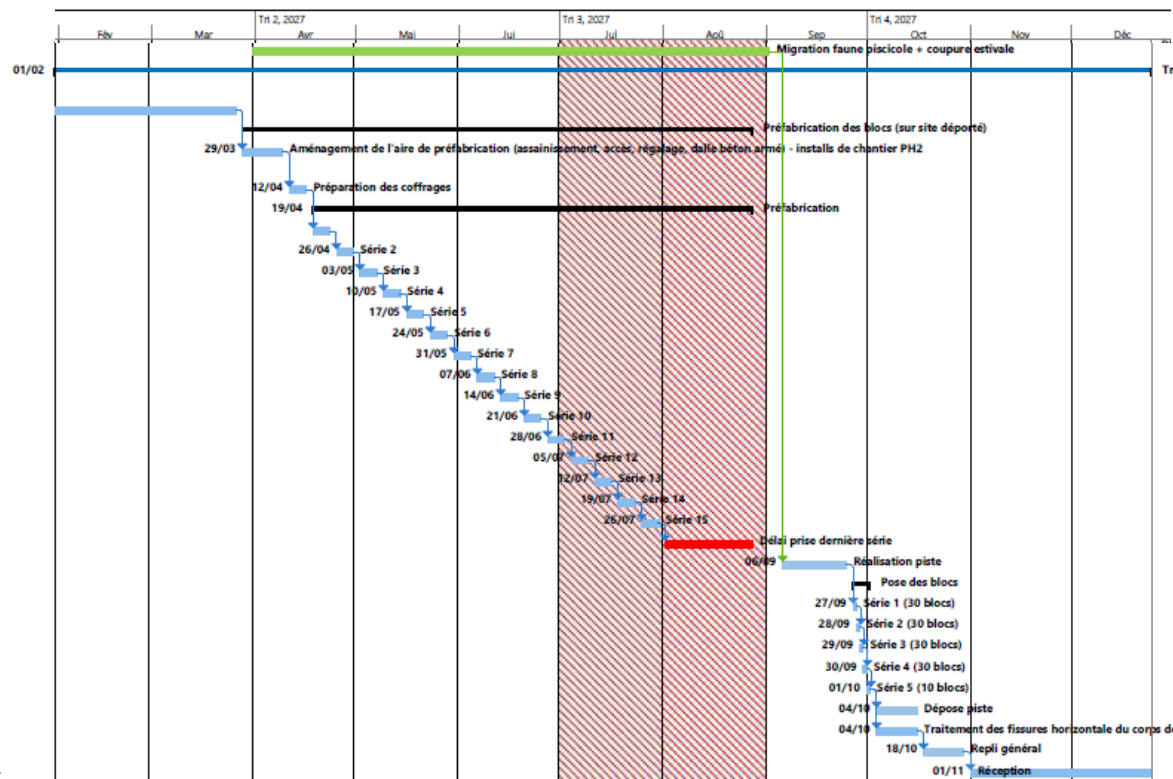 Tri 2, 2027 Tri 3, 2027 Tri 4, 2027
Fév Mar Avr Mai Jui Jul Aoû Sep Oct Nov Déc
Migration faune piscicole + coupure estivale
01/02 Tr
Préfabrication des blocs (sur site déporté)
29/03 Aménagement de l'aire de préfabrication (assainissement, accès, régalage, dalle béton armé) - installs de chantier PH2
12/04 Préparation des coffrages
19/04 Préfabrication
26/04 Série 2
03/05 Série 3
10/05 Série 4
17/05 Série 5
24/05 Série 6
31/05 Série 7
07/06 Série 8
14/06 Série 9
21/06 Série 10
28/06 Série 11
05/07 Série 12
12/07 Série 13
19/07 Série 14
26/07 Série 15
Délai prise dernière série
06/09 Réalisation piste
Pose des blocs
27/09 Série 1 (30 blocs)
28/09 Série 2 (30 blocs)
29/09 Série 3 (30 blocs)
30/09 Série 4 (30 blocs)
01/10 Série 5 (10 blocs)
04/10 Dépose piste
04/10 Traitement des fissures horizontale du corps de
18/10 Repli général
01/11 Réception